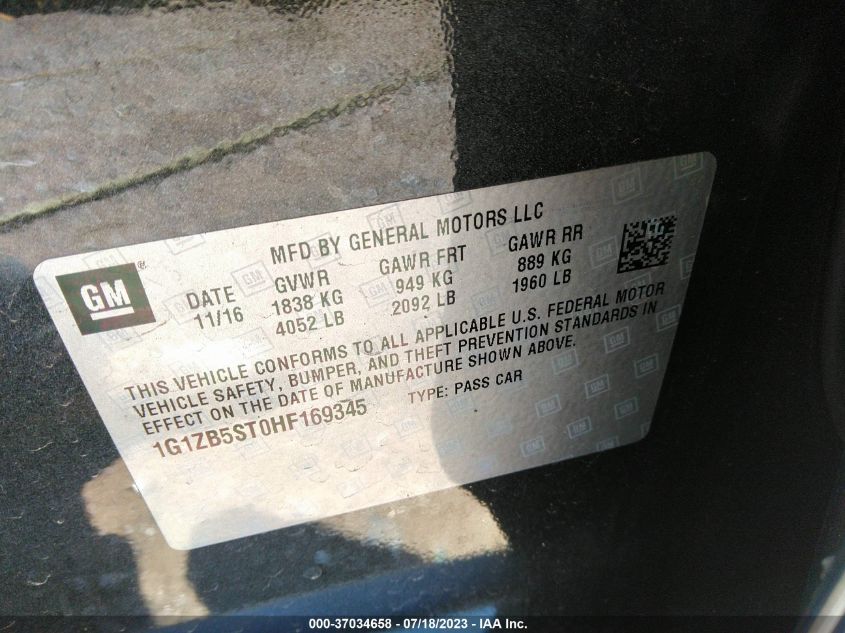 MFD BY GENERAL MOTORS LLC
GM®
DATE GVWR GAWR FRT GAWR RR
11/16 1838 KG 949 KG 889 KG
4052 LB 2092 LB 1960 LB
THIS VEHICLE CONFORMS TO ALL APPLICABLE U.S. FEDERAL MOTOR
VEHICLE SAFETY, BUMPER, AND THEFT PREVENTION STANDARDS IN
EFFECT ON THE DATE OF MANUFACTURE SHOWN ABOVE.
1G1ZB5ST0HF169345 TYPE: PASS CAR
000-37034658 - 07/18/2023 - IAA Inc.